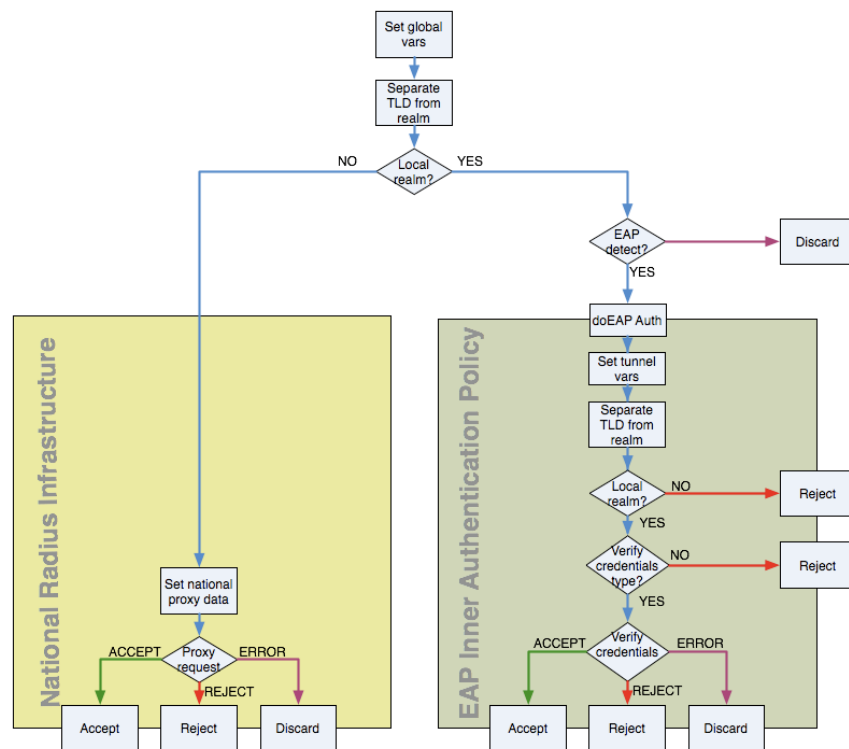 Set global
vars
Separate
TLD from
realm
Local
realm?
NO
YES
EAP
detect?
Discard
YES
doEAP Auth
Set tunnel
vars
Separate
TLD from
realm
Local
realm?
NO
Reject
YES
Verify
credentials
type?
NO
Reject
YES
Verify
credentials
ACCEPT
ERROR
REJECT
Accept
Reject
Discard
EAP Inner Authentication Policy
National Radius Infrastructure
Set national
proxy data
Proxy
request
ACCEPT
ERROR
REJECT
Accept
Reject
Discard